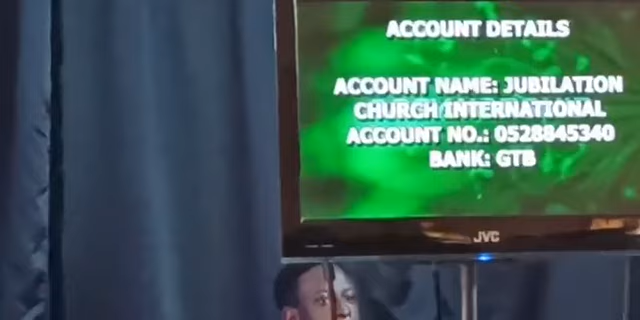 ACCOUNT DETAILS
ACCOUNT NAME: JUBILATION
CHURCH INTERNATIONAL
ACCOUNT NO.: 0528845340
BANK: GTB
JVC